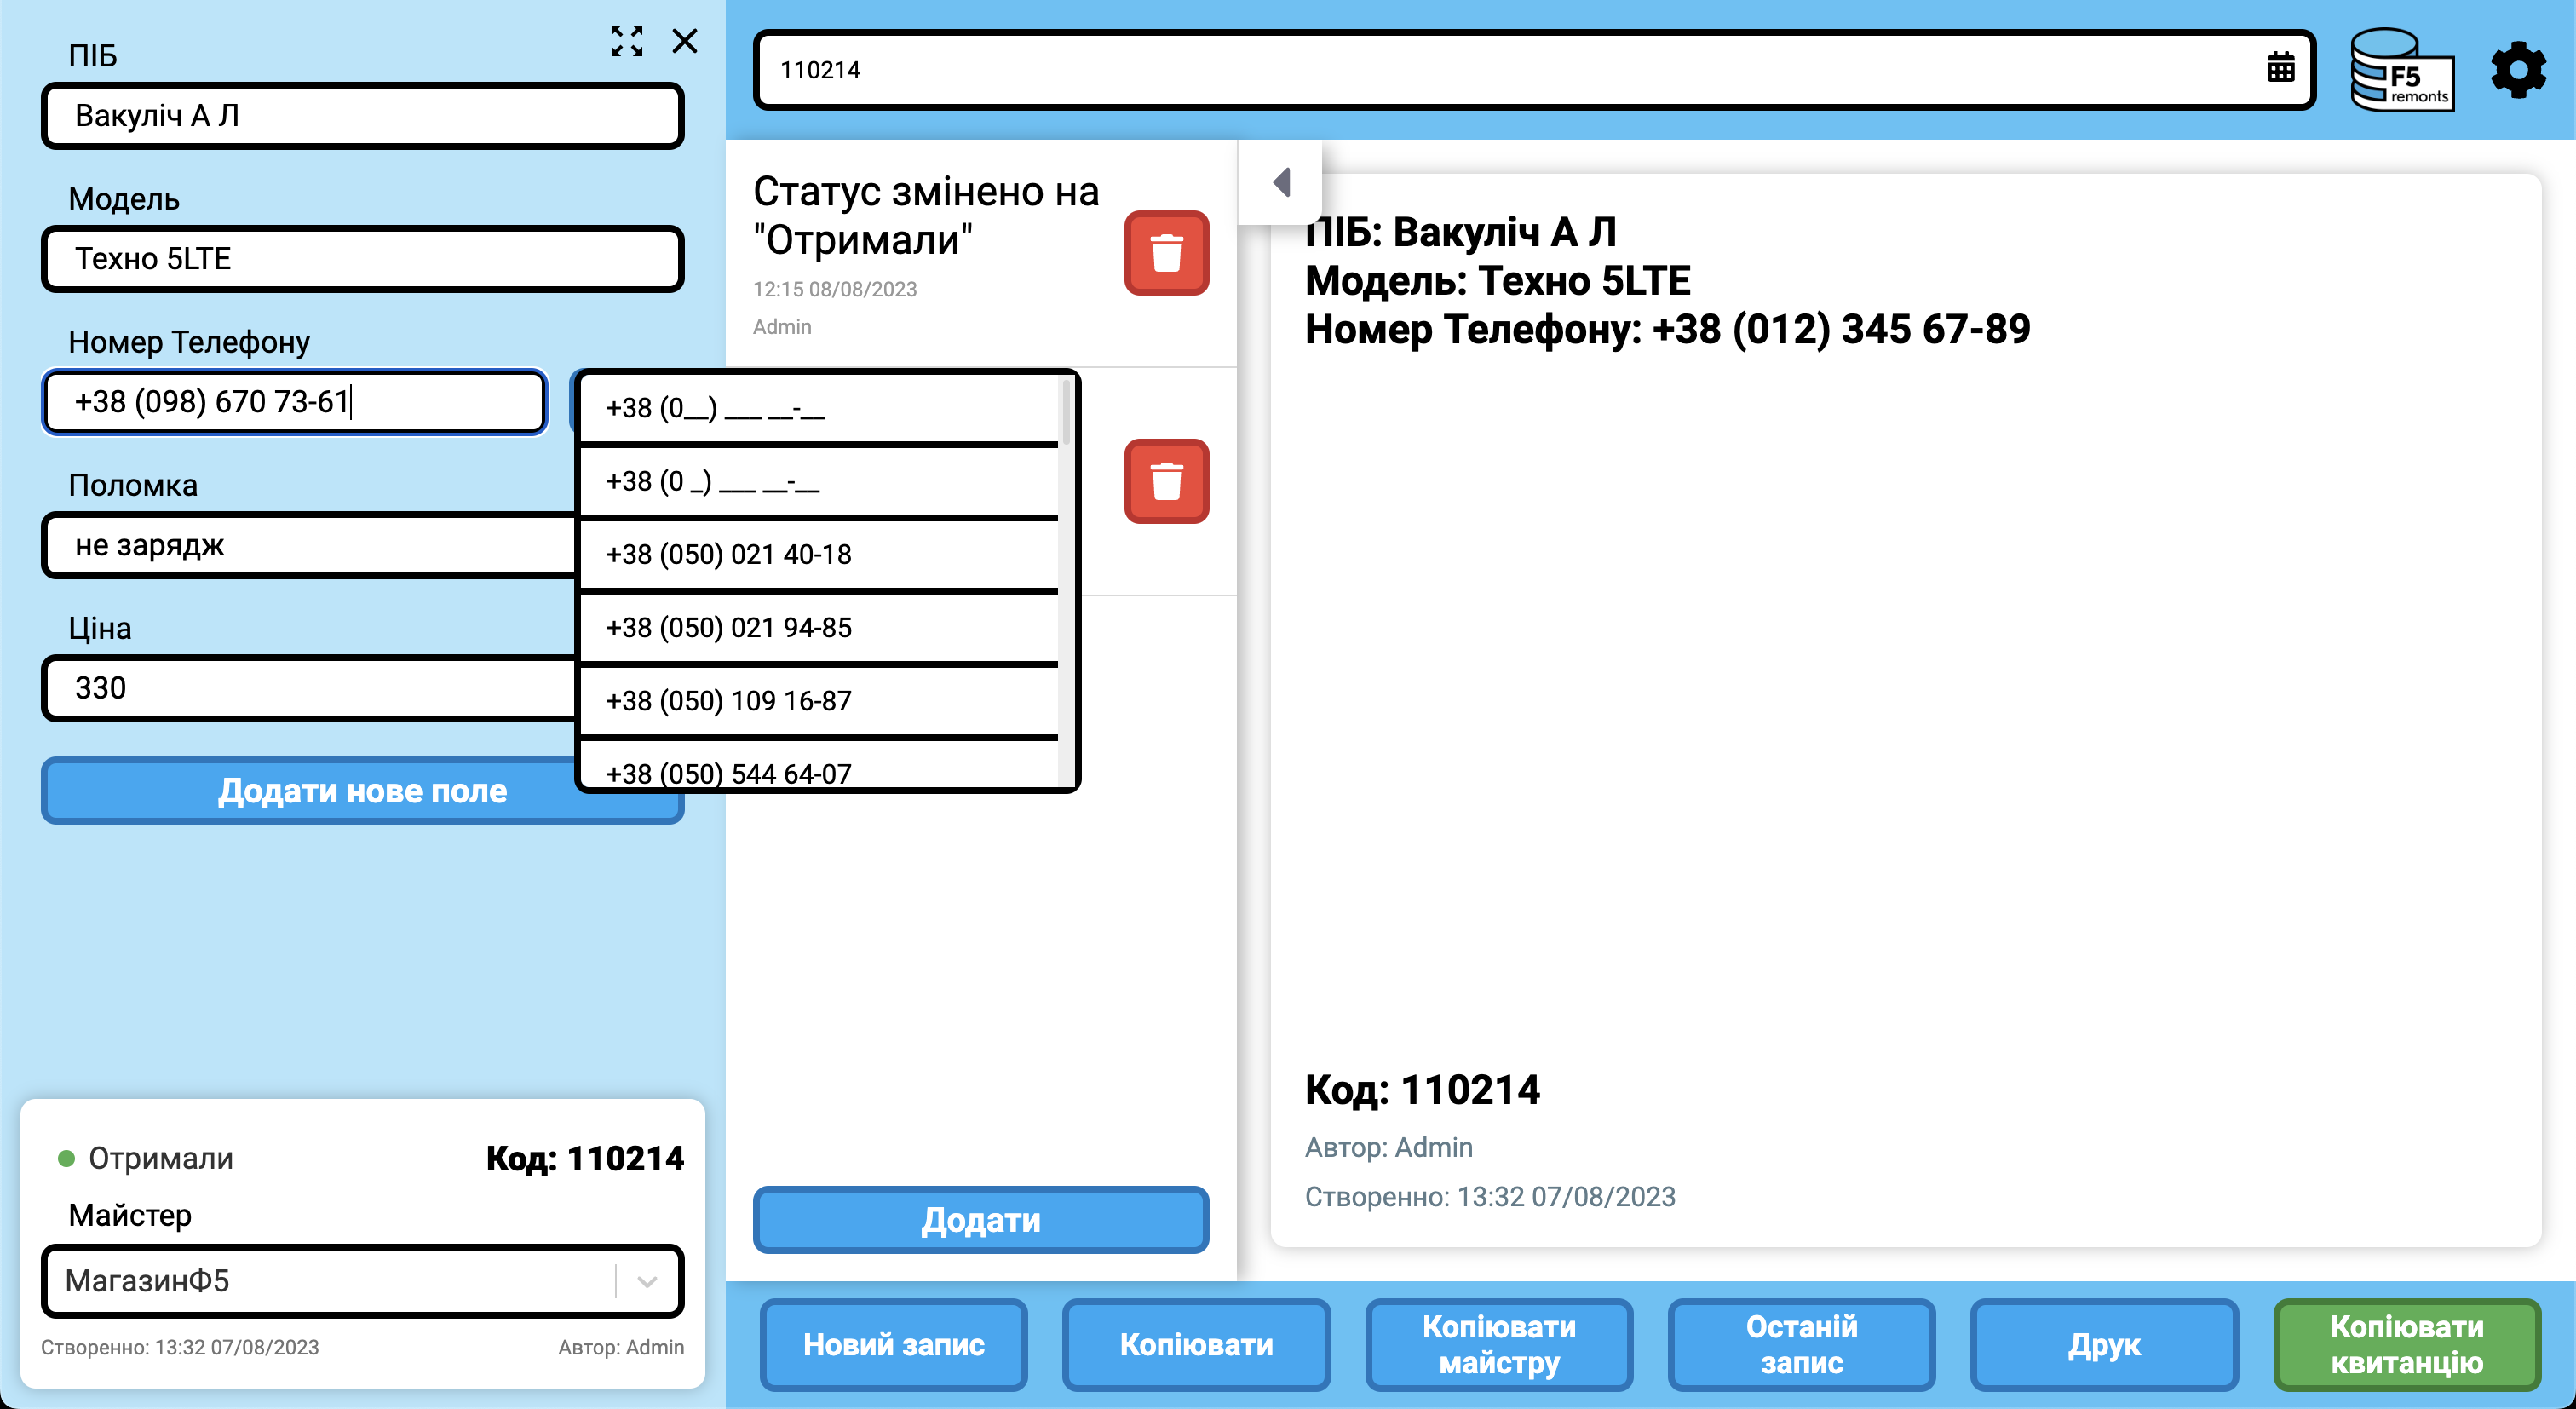 ПІБ
Вакуліч А Л
Модель
Техно 5LTE
Номер Телефону
+38 (098) 670 73-61
Поломка
не зарядж
Ціна
330
Додати нове поле
Отримали
Код: 110214
Майстер
МагазинФ5
Створенно: 13:32 07/08/2023
Автор: Admin
110214
F5
remonts
Статус змінено на
"Отримали"
12:15 08/08/2023
Admin
+38 (0__) ___ __-__
+38 (0 _) ___ __-__
+38 (050) 021 40-18
+38 (050) 021 94-85
+38 (050) 109 16-87
+38 (050) 544 64-07
Додати
ПІБ: Вакуліч А Л
Модель: Техно 5LTE
Номер Телефону: +38 (012) 345 67-89
Код: 110214
Автор: Admin
Створенно: 13:32 07/08/2023
Новий запис
Копіювати
Копіювати
майстру
Останій
запис
Друк
Копіювати
квитанцію